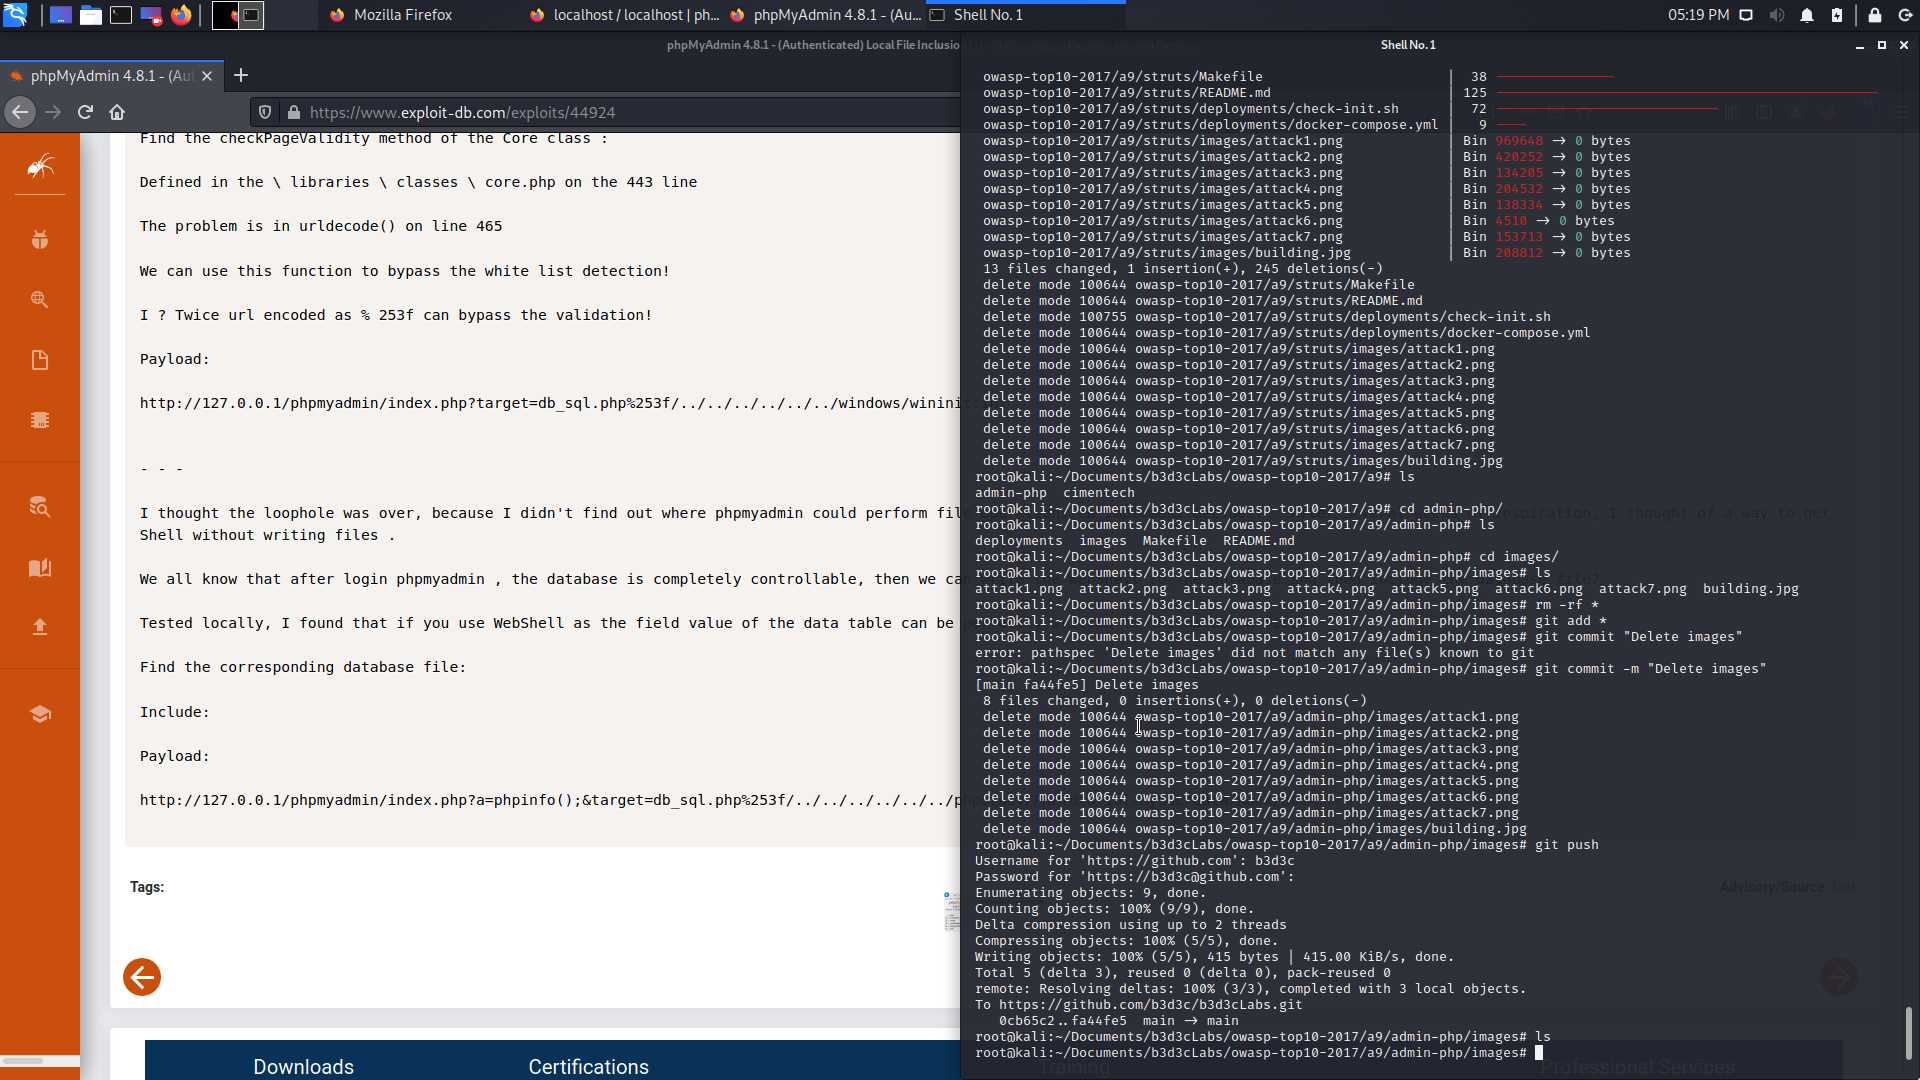 Mozilla Firefox
localhost / localhost | ph...
phpMyAdmin 4.8.1 - (Au...
Shell No. 1
05:19 PM
phpMyAdmin 4.8.1 - (Authenticated) Local File Inclusio
Shell No. 1
phpMyAdmin 4.8.1 - (Au
https://www.exploit-db.com/exploits/44924
Find the checkPageValidity method of the Core class :
Defined in the \ libraries \ classes \ core.php on the 443 line
The problem is in urldecode() on line 465
We can use this function to bypass the white list detection!
I ? Twice url encoded as % 253f can bypass the validation!
Payload:
http://127.0.0.1/phpmyadmin/index.php?target=db_sql.php%253f/../../../../../../windows/wininit.
- - -
I thought the loophole was over, because I didn't find out where phpmyadmin could perform file
nspiration, I thought of a way to get
Shell without writing files .
We all know that after login phpmyadmin , the database is completely controllable, then we can
Tested locally, I found that if you use WebShell as the field value of the data table can be
Find the corresponding database file:
Include:
Payload:
http://127.0.0.1/phpmyadmin/index.php?a=phpinfo();&target=db_sql.php%253f/../../../../../../ph
Tags:
Advisory/Source: Link
Downloads
Certifications
Training
Professional Services
owasp-top10-2017/a9/struts/Makefile | 38
owasp-top10-2017/a9/struts/README.md | 125
owasp-top10-2017/a9/struts/deployments/check-init.sh | 72
owasp-top10-2017/a9/struts/deployments/docker-compose.yml | 9
owasp-top10-2017/a9/struts/images/attack1.png | Bin 969648 → 0 bytes
owasp-top10-2017/a9/struts/images/attack2.png | Bin 420252 → 0 bytes
owasp-top10-2017/a9/struts/images/attack3.png | Bin 134205 → 0 bytes
owasp-top10-2017/a9/struts/images/attack4.png | Bin 204532 → 0 bytes
owasp-top10-2017/a9/struts/images/attack5.png | Bin 138334 → 0 bytes
owasp-top10-2017/a9/struts/images/attack6.png | Bin 4510 → 0 bytes
owasp-top10-2017/a9/struts/images/attack7.png | Bin 153713 → 0 bytes
owasp-top10-2017/a9/struts/images/building.jpg | Bin 208812 → 0 bytes
13 files changed, 1 insertion(+), 245 deletions(-)
delete mode 100644 owasp-top10-2017/a9/struts/Makefile
delete mode 100644 owasp-top10-2017/a9/struts/README.md
delete mode 100755 owasp-top10-2017/a9/struts/deployments/check-init.sh
delete mode 100644 owasp-top10-2017/a9/struts/deployments/docker-compose.yml
delete mode 100644 owasp-top10-2017/a9/struts/images/attack1.png
delete mode 100644 owasp-top10-2017/a9/struts/images/attack2.png
delete mode 100644 owasp-top10-2017/a9/struts/images/attack3.png
delete mode 100644 owasp-top10-2017/a9/struts/images/attack4.png
delete mode 100644 owasp-top10-2017/a9/struts/images/attack5.png
delete mode 100644 owasp-top10-2017/a9/struts/images/attack6.png
delete mode 100644 owasp-top10-2017/a9/struts/images/attack7.png
delete mode 100644 owasp-top10-2017/a9/struts/images/building.jpg
root@kali:~/Documents/b3d3cLabs/owasp-top10-2017/a9# ls
admin-php cimentech
root@kali:~/Documents/b3d3cLabs/owasp-top10-2017/a9# cd admin-php/
root@kali:~/Documents/b3d3cLabs/owasp-top10-2017/a9/admin-php# ls
deployments images Makefile README.md
root@kali:~/Documents/b3d3cLabs/owasp-top10-2017/a9/admin-php# cd images/
root@kali:~/Documents/b3d3cLabs/owasp-top10-2017/a9/admin-php/images# ls
attack1.png attack2.png attack3.png attack4.png attack5.png attack6.png attack7.png building.jpg
root@kali:~/Documents/b3d3cLabs/owasp-top10-2017/a9/admin-php/images# rm -rf *
root@kali:~/Documents/b3d3cLabs/owasp-top10-2017/a9/admin-php/images# git add *
root@kali:~/Documents/b3d3cLabs/owasp-top10-2017/a9/admin-php/images# git commit "Delete images"
error: pathspec 'Delete images' did not match any file(s) known to git
root@kali:~/Documents/b3d3cLabs/owasp-top10-2017/a9/admin-php/images# git commit -m "Delete images"
[main fa44fe5] Delete images
8 files changed, 0 insertions(+), 0 deletions(-)
delete mode 100644 owasp-top10-2017/a9/admin-php/images/attack1.png
delete mode 100644 owasp-top10-2017/a9/admin-php/images/attack2.png
delete mode 100644 owasp-top10-2017/a9/admin-php/images/attack3.png
delete mode 100644 owasp-top10-2017/a9/admin-php/images/attack4.png
delete mode 100644 owasp-top10-2017/a9/admin-php/images/attack5.png
delete mode 100644 owasp-top10-2017/a9/admin-php/images/attack6.png
delete mode 100644 owasp-top10-2017/a9/admin-php/images/attack7.png
delete mode 100644 owasp-top10-2017/a9/admin-php/images/building.jpg
root@kali:~/Documents/b3d3cLabs/owasp-top10-2017/a9/admin-php/images# git push
Username for 'https://github.com': b3d3c
Password for 'https://b3d3c@github.com':
Enumerating objects: 9, done.
Counting objects: 100% (9/9), done.
Delta compression using up to 2 threads
Compressing objects: 100% (5/5), done.
Writing objects: 100% (5/5), 415 bytes | 415.00 KiB/s, done.
Total 5 (delta 3), reused 0 (delta 0), pack-reused 0
remote: Resolving deltas: 100% (3/3), completed with 3 local objects.
To https://github.com/b3d3c/b3d3cLabs.git
0cb65c2..fa44fe5 main → main
root@kali:~/Documents/b3d3cLabs/owasp-top10-2017/a9/admin-php/images# ls
root@kali:~/Documents/b3d3cLabs/owasp-top10-2017/a9/admin-php/images#